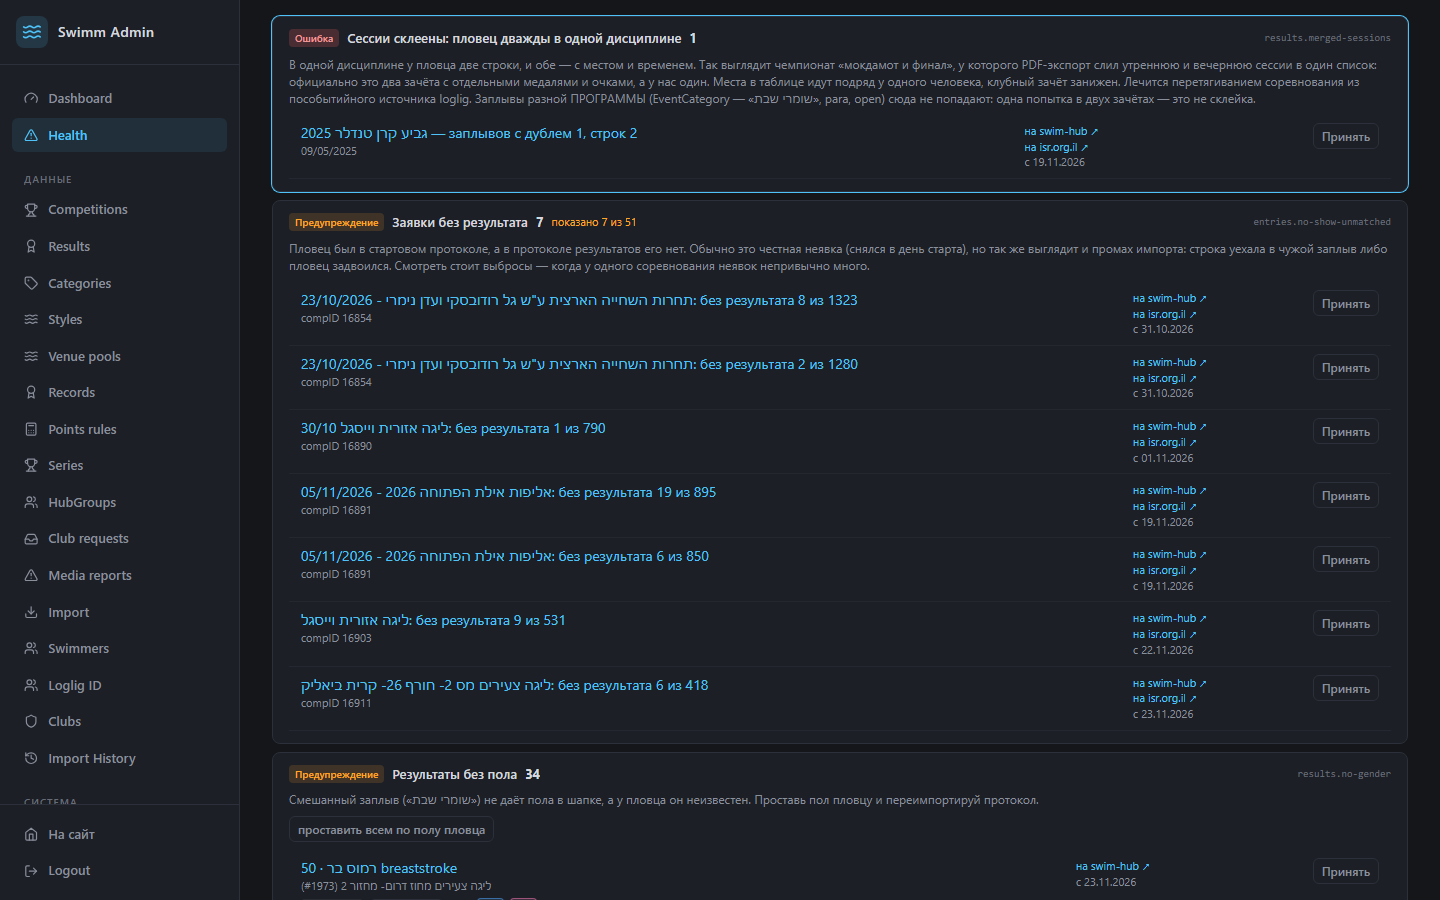 Swimm Admin
Dashboard
Health
ДАННЫЕ
Competitions
Results
Categories
Styles
Venue pools
Records
Points rules
Series
HubGroups
Club requests
Media reports
Import
Swimmers
Loglig ID
Clubs
Import History
СИСТЕМА
На сайт
Logout
Ошибка Сессии склеены: пловец дважды в одной дисциплине 1 results.merged-sessions
В одной дисциплине у пловца две строки, и обе — с местом и временем. Так выглядит чемпионат «мокдамот и финал», у которого PDF-экспорт слил утреннюю и вечернюю сессии в один список:
официально это два зачёта с отдельными медалями и очками, а у нас один. Места в таблице идут подряд у одного человека, клубный зачёт занижен. Лечится перетягиванием соревнования из
пособытийного источника loglig. Заплывы разной ПРОГРАММЫ (EventCategory — «שומרי שבת», para, open) сюда не попадают: одна попытка в двух зачётах — это не склейка.
גביע קרן טנדלר 2025 — заплывов с дублем 1, строк 2
09/05/2025
на swim-hub ↗
на isr.org.il ↗
с 19.11.2026
Принять
Предупреждение Заявки без результата 7 показано 7 из 51 entries.no-show-unmatched
Пловец был в стартовом протоколе, а в протоколе результатов его нет. Обычно это честная неявка (снялся в день старта), но так же выглядит и промах импорта: строка уехала в чужой заплыв либо
пловец задвоился. Смотреть стоит выбросы — когда у одного соревнования неявок непривычно много.
תחרות השחייה הארצית ע"ש גל רודובסקי ועדן נימרי - 23/10/2026: без результата 8 из 1323
compID 16854
на swim-hub ↗
на isr.org.il ↗
с 31.10.2026
Принять
תחרות השחייה הארצית ע"ש גל רודובסקי ועדן נימרי - 23/10/2026: без результата 2 из 1280
compID 16854
на swim-hub ↗
на isr.org.il ↗
с 31.10.2026
Принять
ליגה אזורית וייסגל 30/10: без результата 1 из 790
compID 16890
на swim-hub ↗
на isr.org.il ↗
с 01.11.2026
Принять
אליפות אילת הפתוחה 2026 - 05/11/2026: без результата 19 из 895
compID 16891
на swim-hub ↗
на isr.org.il ↗
с 19.11.2026
Принять
אליפות אילת הפתוחה 2026 - 05/11/2026: без результата 6 из 850
compID 16891
на swim-hub ↗
на isr.org.il ↗
с 19.11.2026
Принять
ליגה אזורית וייסגל: без результата 9 из 531
compID 16903
на swim-hub ↗
на isr.org.il ↗
с 22.11.2026
Принять
ליגה צעירים מס 2- חורף 26- קרית ביאליק: без результата 6 из 418
compID 16911
на swim-hub ↗
на isr.org.il ↗
с 23.11.2026
Принять
Предупреждение Результаты без пола 34 results.no-gender
Смешанный заплыв («שומרי שבת») не даёт пола в шапке, а у пловца он неизвестен. Проставь пол пловцу и переимпортируй протокол.
проставить всем по полу пловца
רמוס בר · 50 breaststroke
ליגה צעירים מחוז דרום- מחזור 2 (#1973)
на swim-hub ↗
с 23.11.2026
Принять